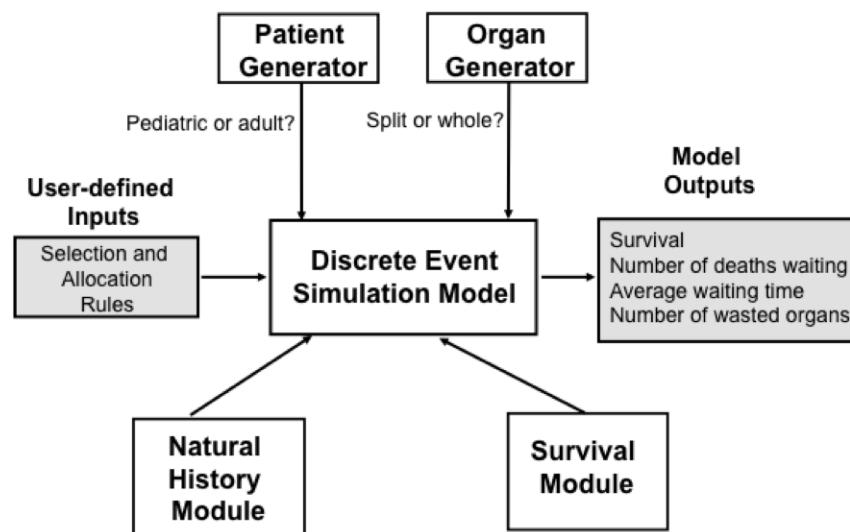 Patient
Generator
Organ
Generator
Pediatric or adult?
Split or whole?
User-defined
Inputs
Model
Outputs
Selection and
Allocation
Rules
Discrete Event
Simulation Model
Survival
Number of deaths waiting
Average waiting time
Number of wasted organs
Natural
History
Module
Survival
Module